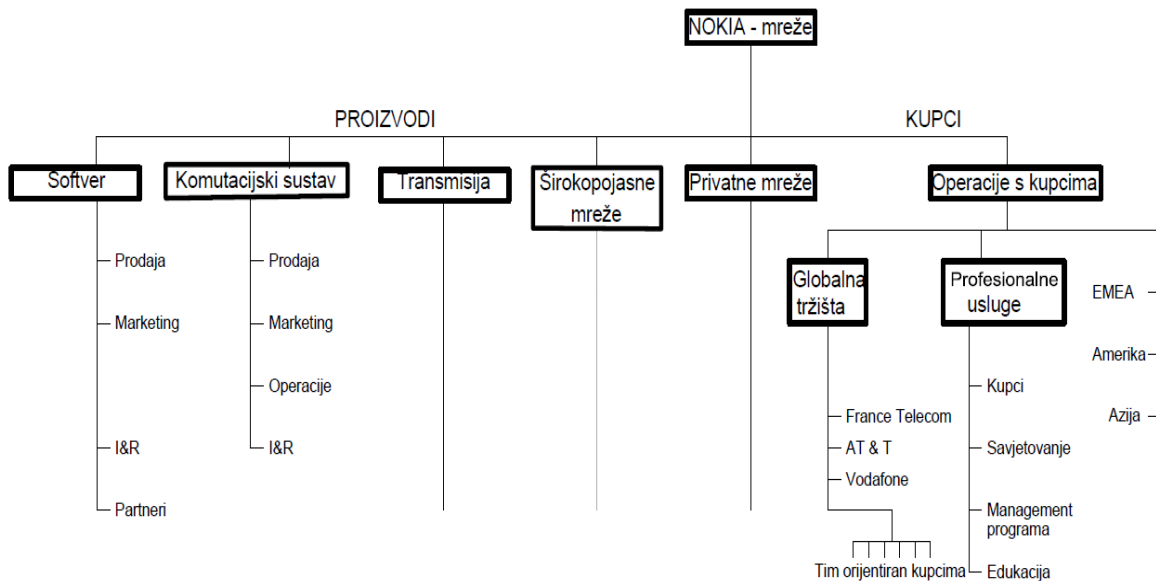 NOKIA - mreže
PROIZVODI
KUPCI
Softver
Komutacijski sustav
Transmisija
Širokopojasne
mreže
Privatne mreže
Operacije s kupcima
Prodaja
Marketing
I&R
Partneri
Prodaja
Marketing
Operacije
I&R
Globalna
tržišta
France Telecom
AT & T
Vodafone
Tim orijentiran kupcima
Profesionalne
usluge
Kupci
Savjetovanje
Management
programa
Edukacija
EMEA
Amerika
Azija